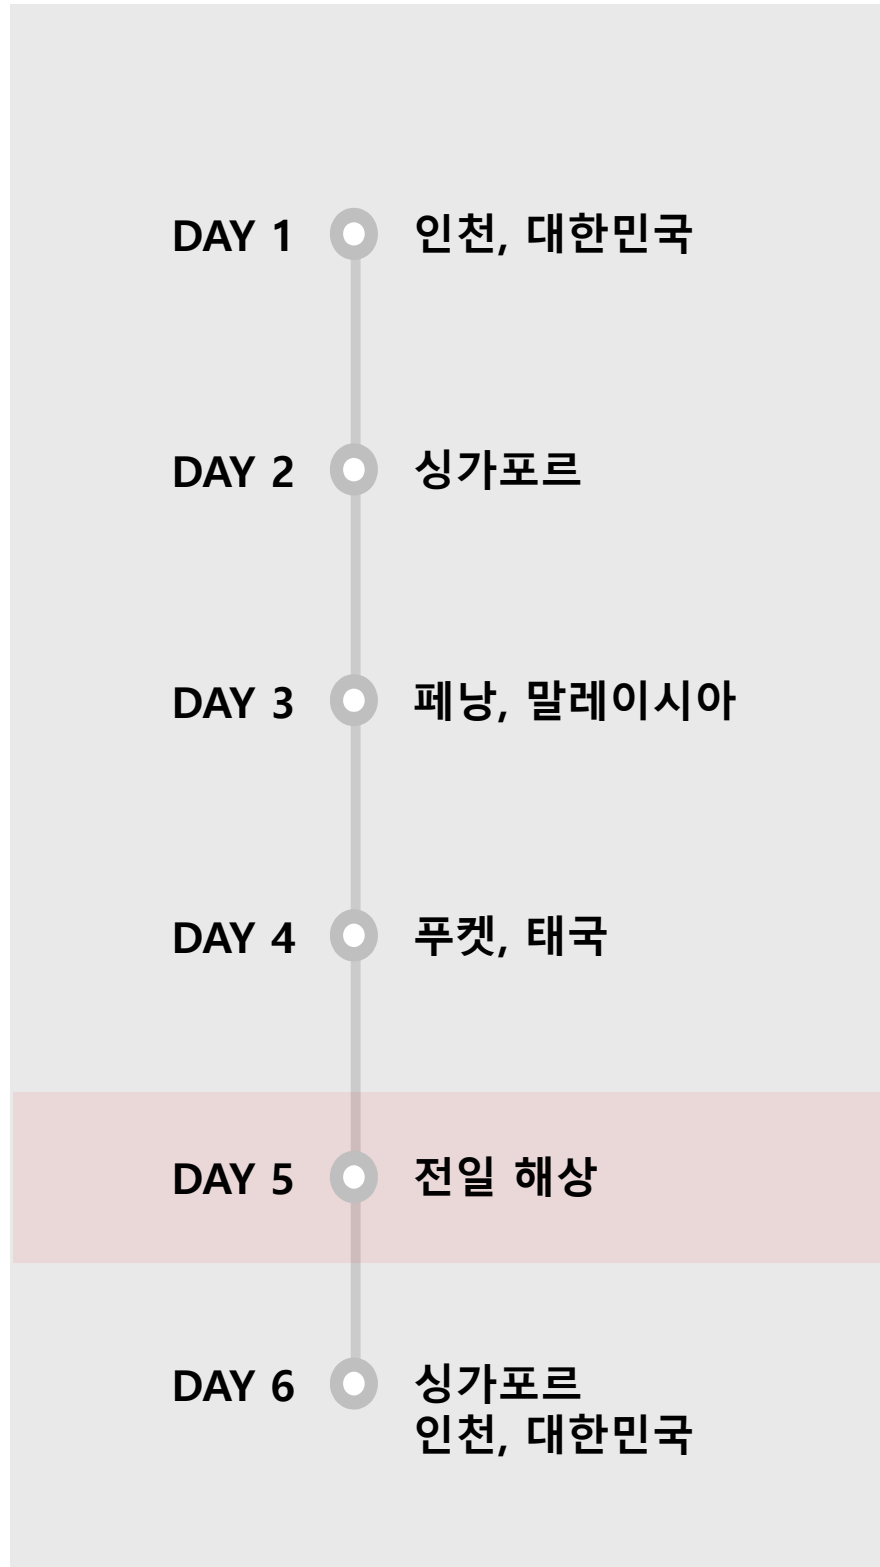 DAY 1 인천, 대한민국
DAY 2 싱가포르
DAY 3 페낭, 말레이시아
DAY 4 푸켓, 태국
DAY 5 전일 해상
DAY 6 싱가포르
인천, 대한민국